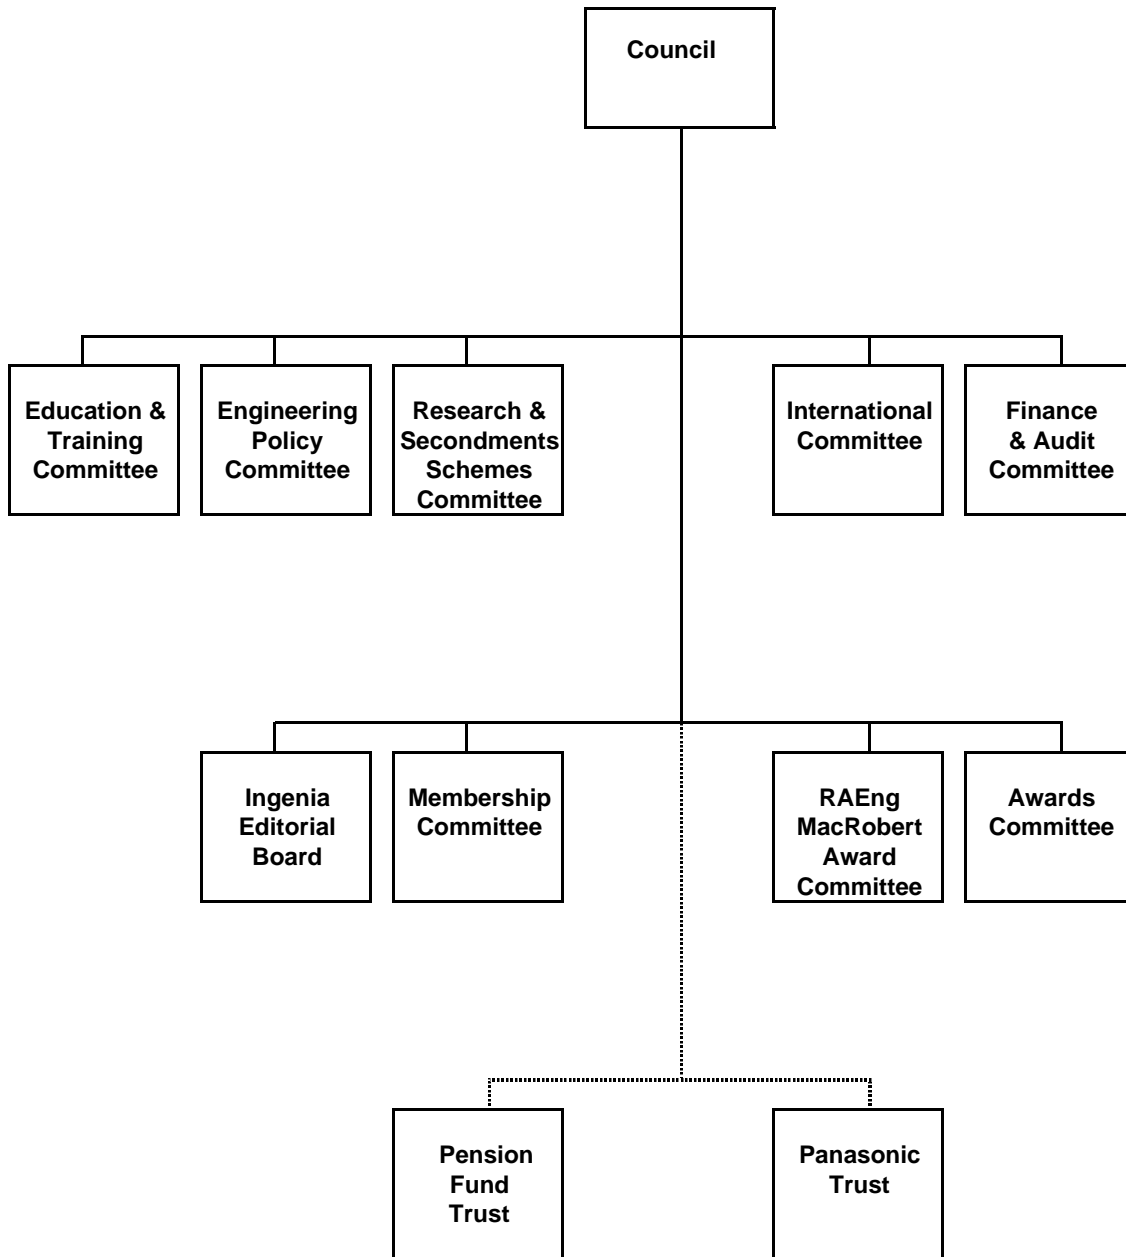 Council
Education &
Training
Committee
Engineering
Policy
Committee
Research &
Secondments
Schemes
Committee
International
Committee
Finance
& Audit
Committee
Ingenia
Editorial
Board
Membership
Committee
RAEng
MacRobert
Award
Committee
Awards
Committee
Pension
Fund
Trust
Panasonic
Trust